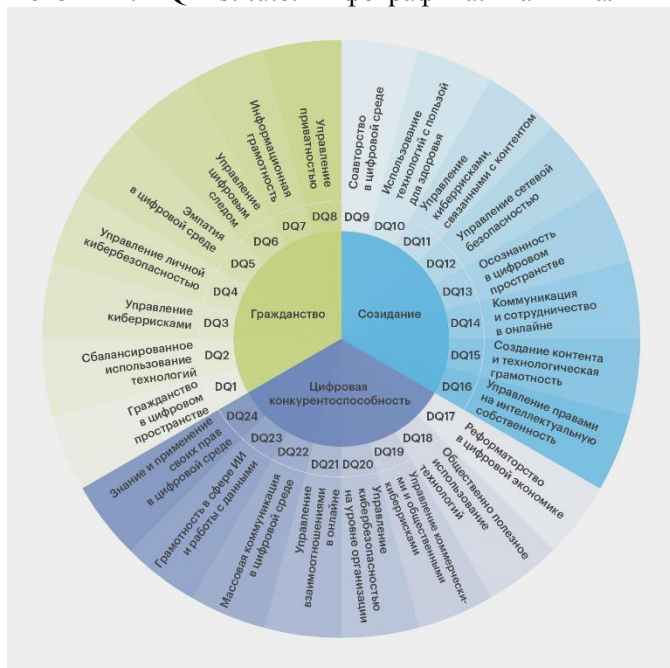 Гражданство
Созидание
Цифровая
конкурентоспособность
DQ1
Гражданство
в цифровом
пространстве
DQ2
Сбалансированное
использование
технологий
DQ3
Управление
киберрисками
DQ4
Управление личной
кибербезопасностью
DQ5
Эмпатия
в цифровой среде
DQ6
Управление
цифровым
следом
DQ7
Информационная
грамотность
DQ8
Управление
приватностью
DQ9
Соавторство
в цифровой среде
DQ10
Использование
технологий с пользой
для здоровья
DQ11
Управление
киберрисками,
связанными с контентом
DQ12
Управление сетевой
безопасностью
DQ13
Осознанность
в цифровом
пространстве
DQ14
Коммуникация
и сотрудничество
в онлайне
DQ15
Создание контента
и технологическая
грамотность
DQ16
Управление правами
на интеллектуальную
собственность
DQ17
Реформаторство
в цифровой экономике
DQ18
Общественно полезное
использование
технологий
DQ19
Управление коммерчески-
ми и общественными
киберрисками
DQ20
Управление
кибербезопасностью
на уровне организации
DQ21
Управление
взаимоотношениями
в онлайне
DQ22
Массовая коммуникация
в цифровой среде
DQ23
Грамотность в сфере ИИ
и работы с данными
DQ24
Знание и применение
своих прав
в цифровой среде